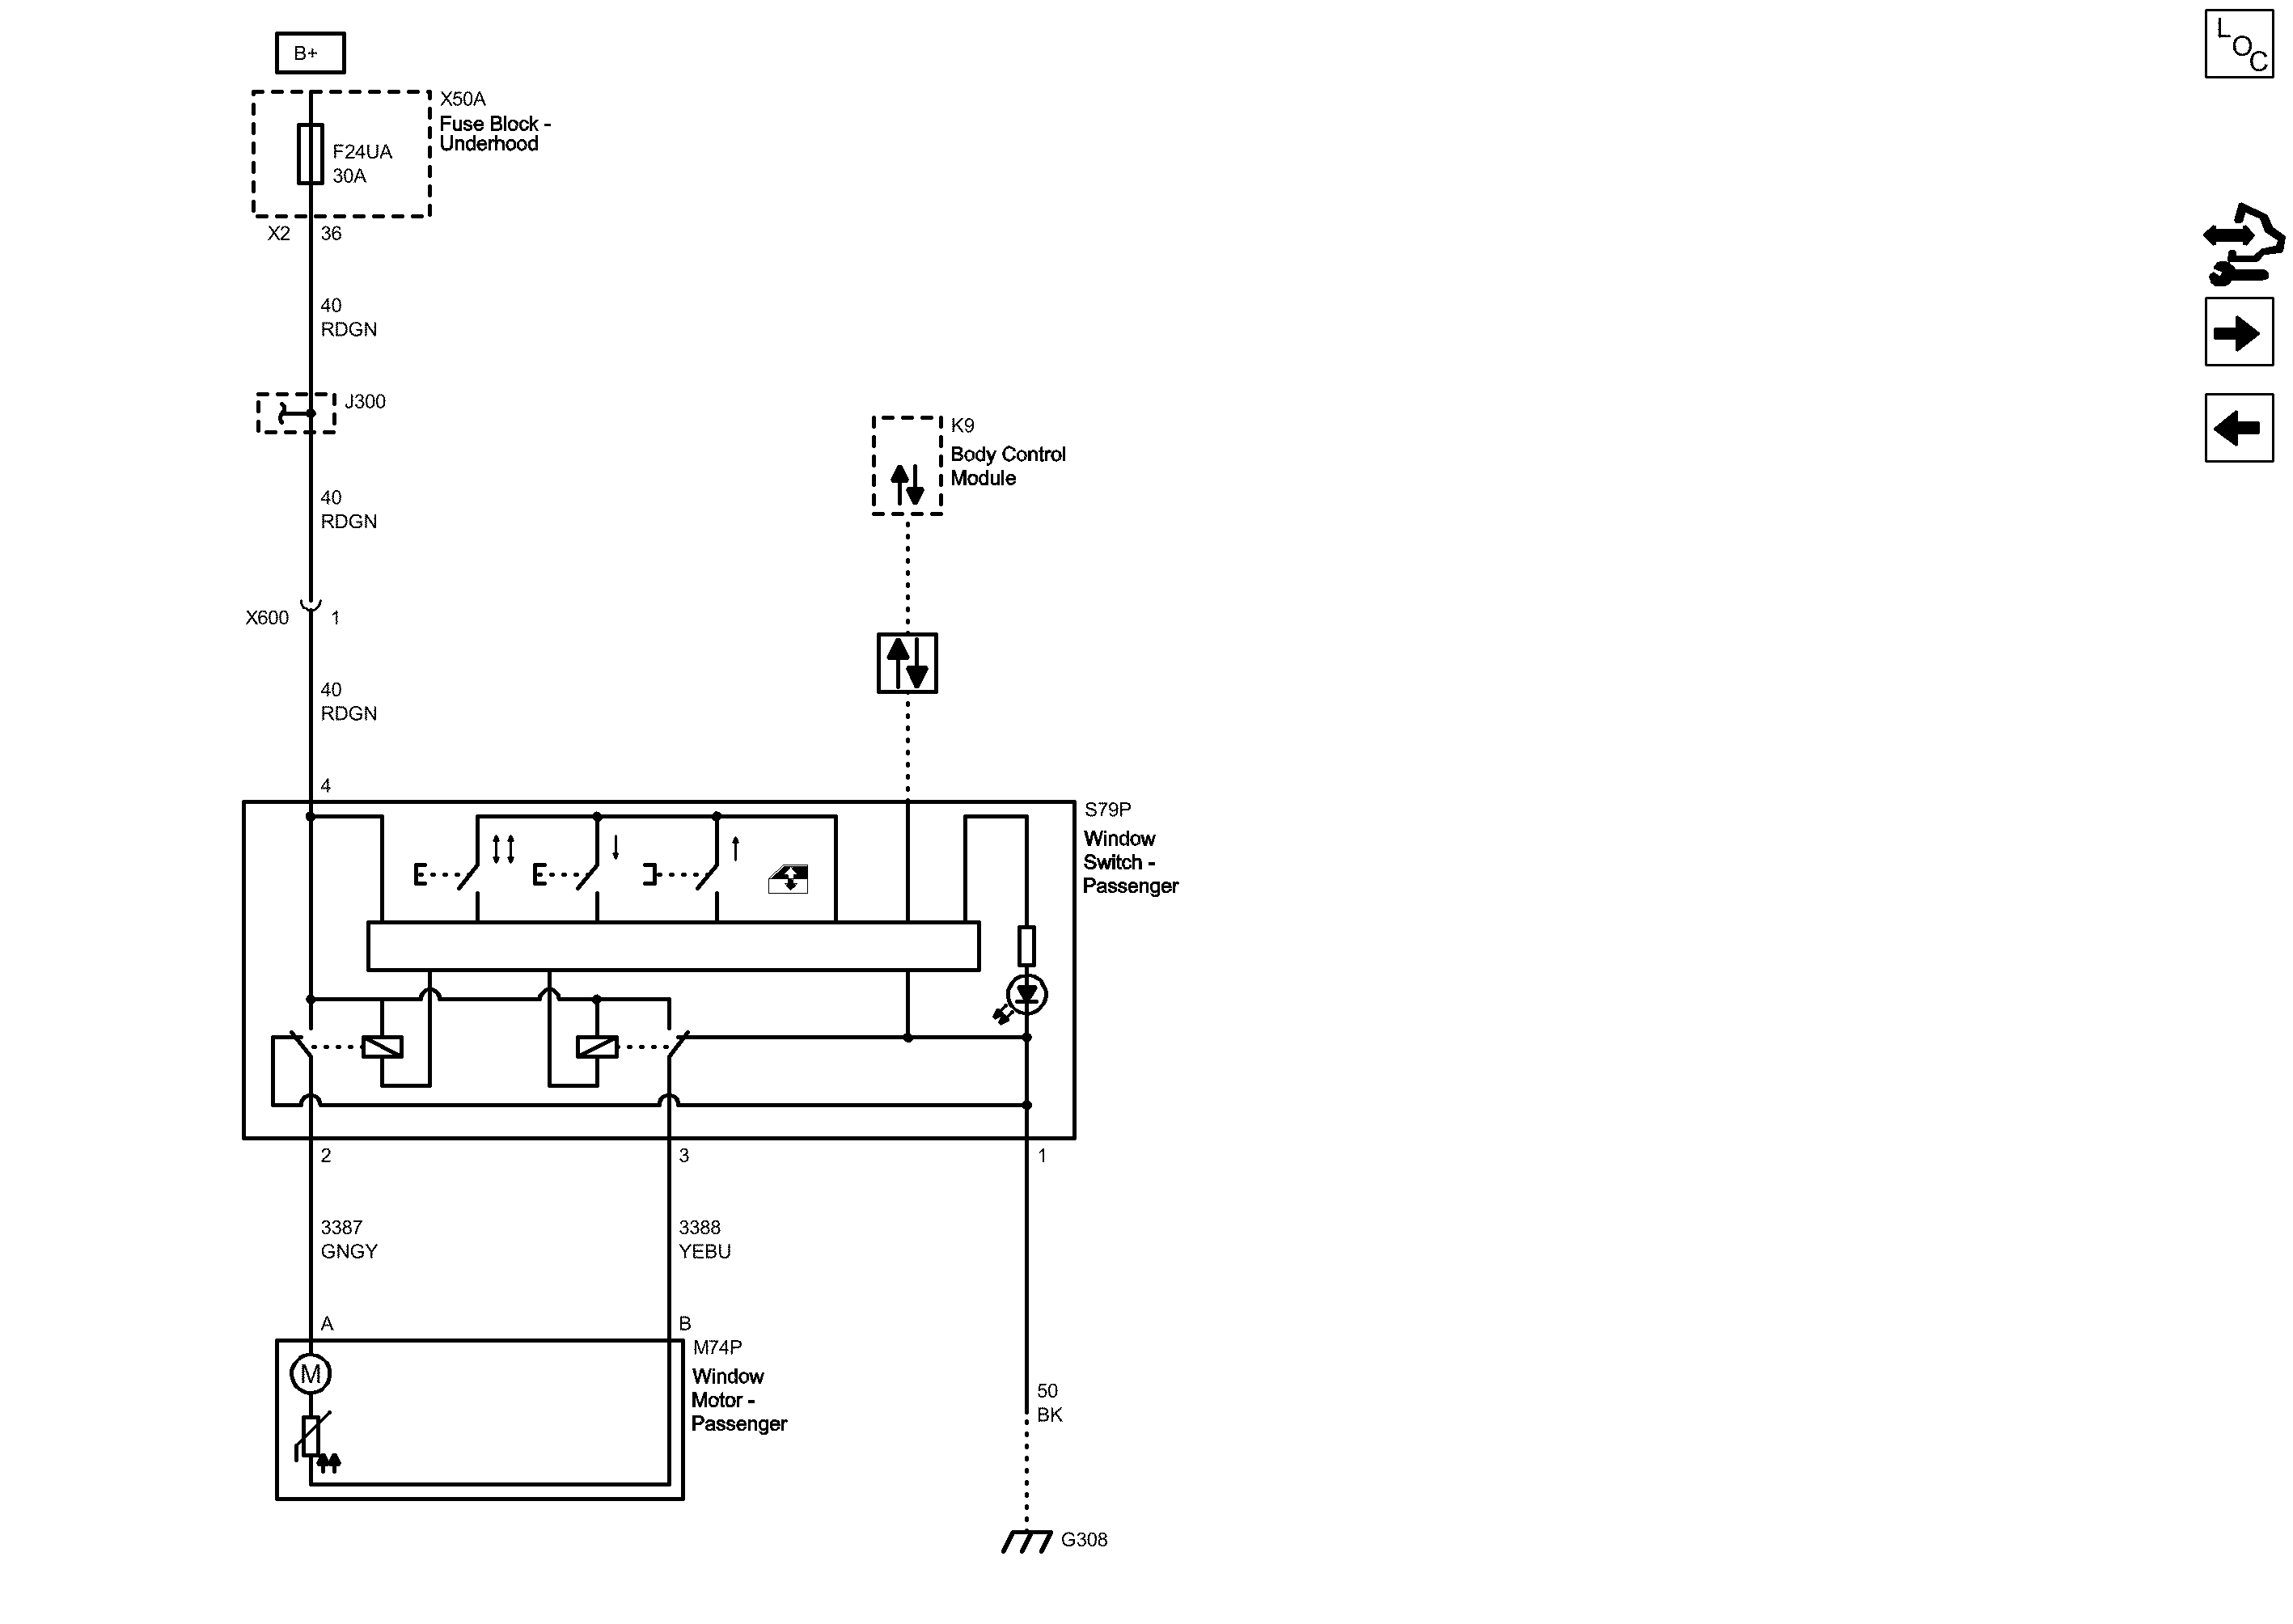 B+
X50A
Fuse Block -
Underhood
F24UA
30A
X2 36
40
RDGN
J300
40
RDGN
X600 1
40
RDGN
K9
Body Control
Module
4
S79P
Window
Switch -
Passenger
2 3 1
3387
GNGY
3388
YEBU
A B
M74P
Window
Motor -
Passenger
M
50
BK
G308
LOC